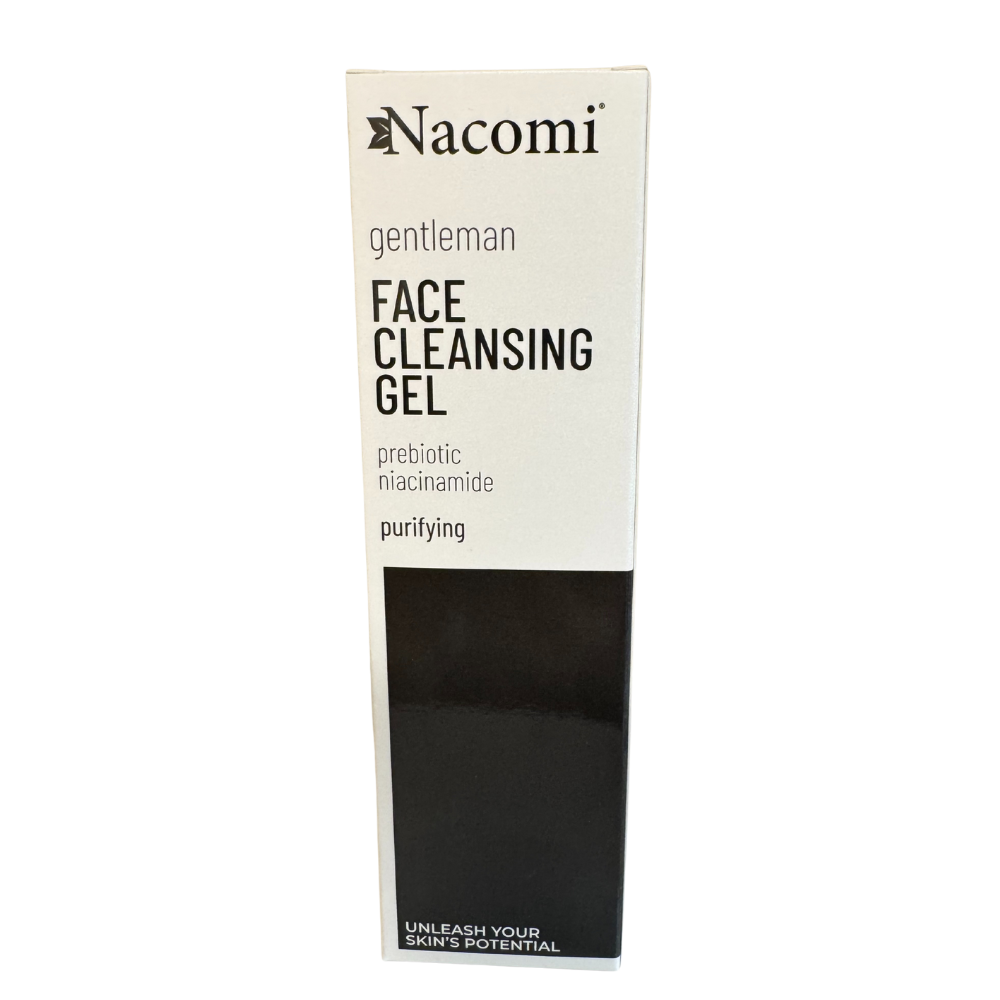 Nacomi®
gentleman
FACE
CLEANSING
GEL
prebiotic
niacinamide
purifying
UNLEASH YOUR
SKIN'S POTENTIAL